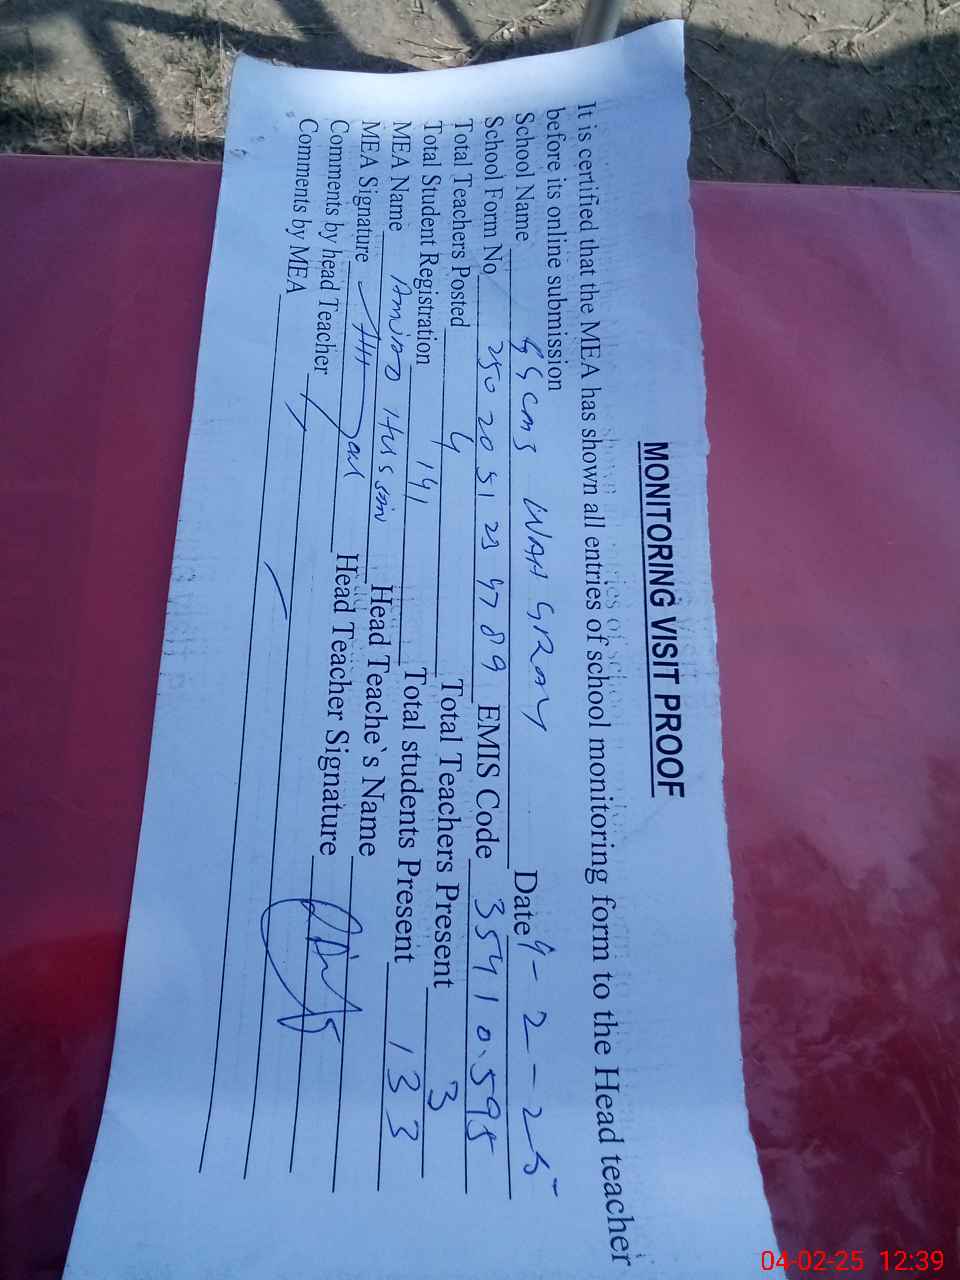 MONITORING VISIT PROOF
It is certified that the MEA has shown all entries of school monitoring form to the Head teacher
before its online submission
School Name GGCMS WAH GRAY Date 4-2-25
School Form No 250 20 51 23 47 89 EMIS Code 35410595
Total Teachers Posted 4 Total Teachers Present 3
Total Student Registration 141 Total students Present 133
MEA Name Amjad Hussain Head Teache`s Name
MEA Signature Head Teacher Signature
Comments by head Teacher
Comments by MEA
04-02-25 12:39